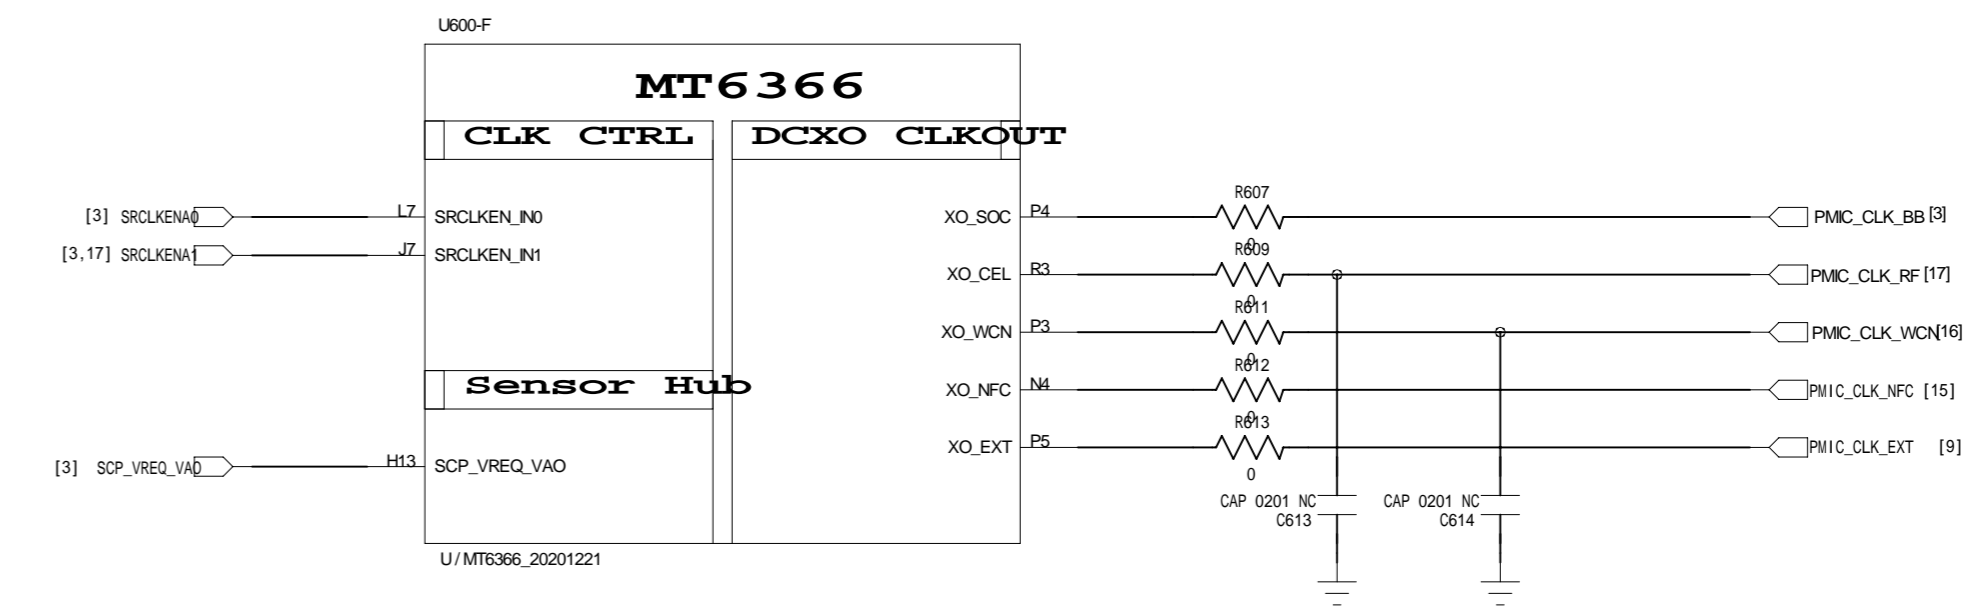 U600-F
MT6366
CLK CTRL DCXO CLKOUT
R607
[3] SRCLKENA0 L7 SRCLKEN_IN0 XO_SOC P4 PMIC_CLK_BB [3]
0
R609
[3,17] SRCLKENA1 J7 SRCLKEN_IN1
XO_CEL R3 PMIC_CLK_RF [17]
0
R611
XO_WCN P3 PMIC_CLK_WCN [16]
0
R612
Sensor Hub
XO_NFC N4 PMIC_CLK_NFC [15]
0
R613
XO_EXT P5 PMIC_CLK_EXT [9]
[3] SCP_VREQ_VAO H13 SCP_VREQ_VAO
0
CAP 0201 NC CAP 0201 NC
C613 C614
U/MT6366_20201221